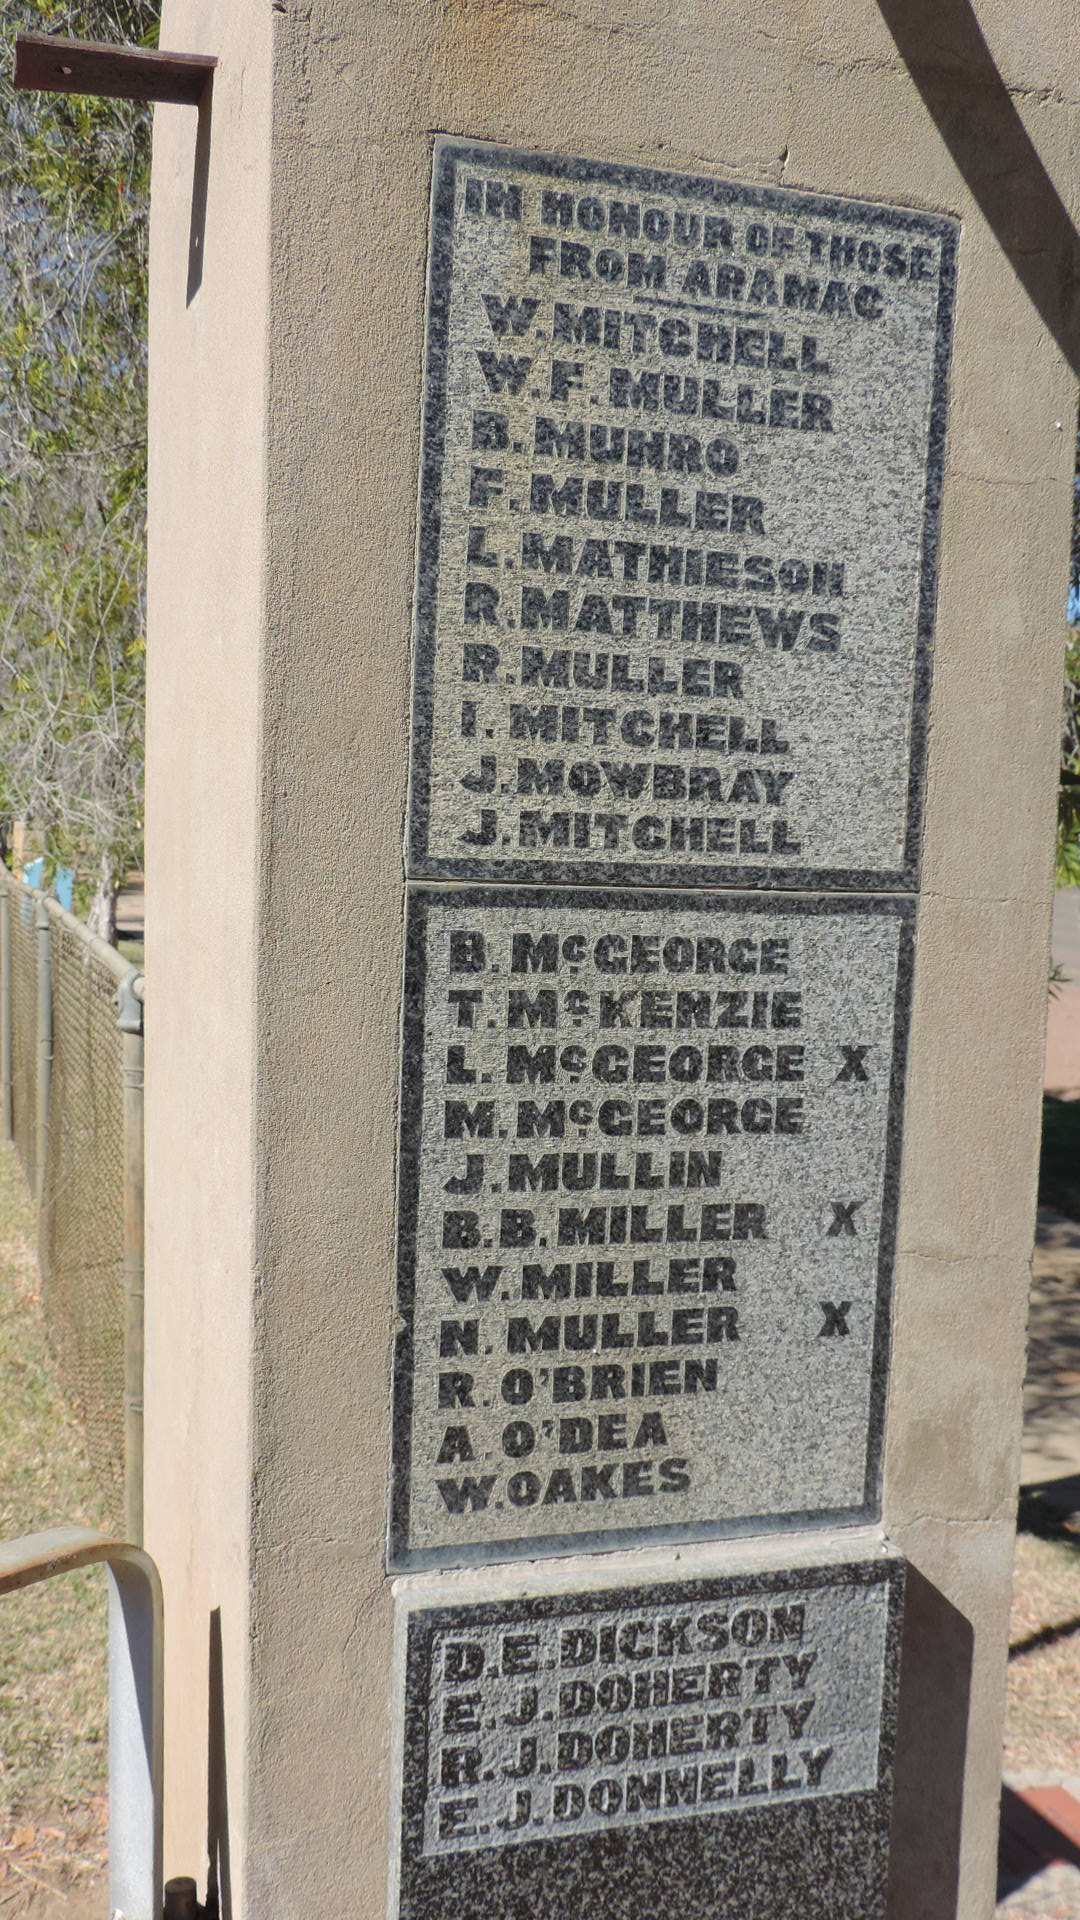 IN HONOUR OF THOSE
FROM ARAMAC
W. MITCHELL
W. F. MULLER
B. MUNRO
F. MULLER
L. MATHIESON
R. MATTHEWS
R. MULLER
I. MITCHELL
J. MOWBRAY
J. MITCHELL
B. McGEORGE
T. McKENZIE
L. McGEORGE X
M. McGEORGE
J. MULLIN
B. B. MILLER X
W. MILLER
N. MULLER X
R. O'BRIEN
A. O'DEA
W. OAKES
D. E. DICKSON
E. J. DOHERTY
R. J. DOHERTY
E. J. DONNELLY